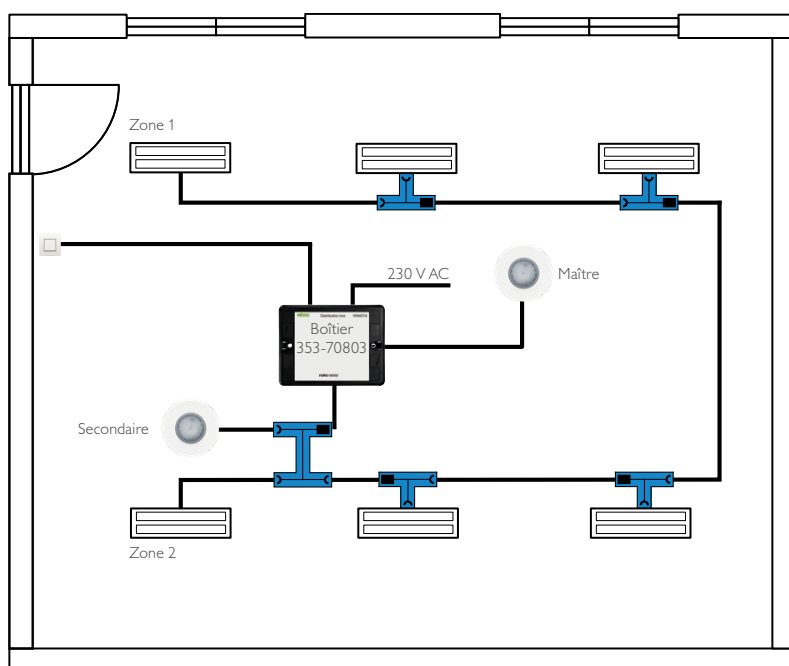 Zone 1
230 V AC
Maître
Boîtier
353-70803
Secondaire
Zone 2